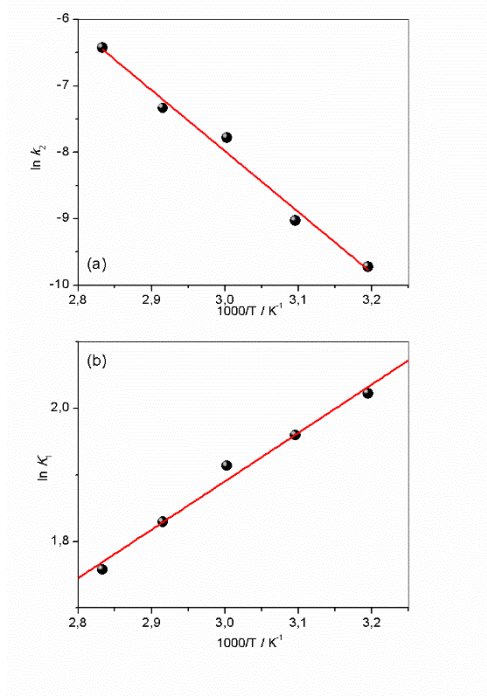 -6
-7
-8
-9
-10
ln k₂
(a)
2,8 2,9 3,0 3,1 3,2
1000/T / K⁻¹
(b)
2,0
1,8
ln K₁
2,8 2,9 3,0 3,1 3,2
1000/T / K⁻¹